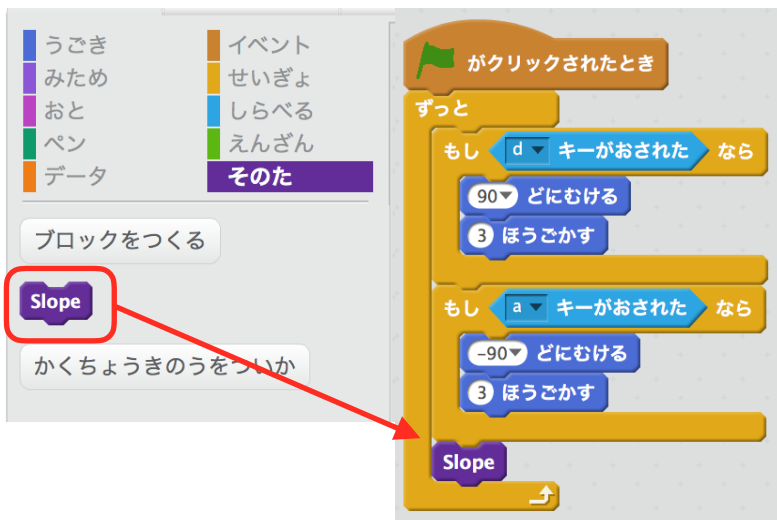 うごき
みため
おと
ペン
データ
イベント
せいぎょ
しらべる
えんざん
そのた
ブロックをつくる
Slope
かくちょうきのうをついか
がクリックされたとき
ずっと
もし d キーがおされた なら
90 どにむける
3 ほうごかす
もし a キーがおされた なら
-90 どにむける
3 ほうごかす
Slope